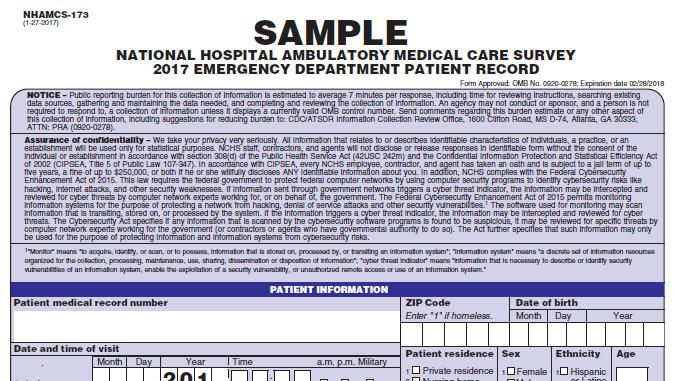 NHAMCS-173
(1-27-2017)
SAMPLE
NATIONAL HOSPITAL AMBULATORY MEDICAL CARE SURVEY
2017 EMERGENCY DEPARTMENT PATIENT RECORD
Form Approved: OMB No. 0920-0278; Expiration date 02/28/2018
NOTICE – Public reporting burden for this collection of information is estimated to average 7 minutes per response, including time for reviewing instructions, searching existing
data sources, gathering and maintaining the data needed, and completing and reviewing the collection of information. An agency may not conduct or sponsor, and a person is not
required to respond to, a collection of information unless it displays a currently valid OMB control number. Send comments regarding this burden estimate or any other aspect of
this collection of information, including suggestions for reducing burden to: CDC/ATSDR Information Collection Review Office, 1600 Clifton Road, MS D-74, Atlanta, GA 30333,
ATTN: PRA (0920-0278).
Assurance of confidentiality – We take your privacy very seriously. All information that relates to or describes identifiable characteristics of individuals, a practice, or an
establishment will be used only for statistical purposes. NCHS staff, contractors, and agents will not disclose or release responses in identifiable form without the consent of the
individual or establishment in accordance with section 308(d) of the Public Health Service Act (42USC 242m) and the Confidential Information Protection and Statistical Efficiency Act
of 2002 (CIPSEA, Title 5 of Public Law 107-347). In accordance with CIPSEA, every NCHS employee, contractor, and agent has taken an oath and is subject to a jail term of up to
five years, a fine of up to $250,000, or both if he or she willfully discloses ANY identifiable information about you. In addition, NCHS complies with the Federal Cybersecurity
Enhancement Act of 2015. This law requires the federal government to protect federal computer networks by using computer security programs to identify cybersecurity risks like
hacking, internet attacks, and other security weaknesses. If information sent through government networks triggers a cyber threat indicator, the information may be intercepted and
reviewed for cyber threats by computer network experts working for, or on behalf of, the government. The Federal Cybersecurity Enhancement Act of 2015 permits monitoring
information systems for the purpose of protecting a network from hacking, denial of service attacks and other security vulnerabilities.¹ The software used for monitoring may scan
information that is transiting, stored on, or processed by the system. If the information triggers a cyber threat indicator, the information may be intercepted and reviewed for cyber
threats. The Cybersecurity Act specifies if any information that is scanned by the cybersecurity software programs is found to be suspicious, it may be reviewed for specific threats by
computer network experts working for the government (or contractors or agents who have governmental authority to do so). The Act further specifies that such information may only
be used for the purpose of protecting information and information systems from cybersecurity risks.
¹"Monitor" means "to acquire, identify, or scan, or to possess, information that is stored on, processed by, or transiting an information system"; "information system" means "a discrete set of information resources
organized for the collection, processing, maintenance, use, sharing, dissemination or disposition of information"; "cyber threat indicator" means "information that is necessary to describe or identify security
vulnerabilities of an information system, enable the exploitation of a security vulnerability, or unauthorized remote access or use of an information system."
PATIENT INFORMATION
Patient medical record number
ZIP Code
Enter "1" if homeless.
Date of birth
Month Day Year
Date and time of visit
Month Day Year Time a.m. p.m. Military
201
Patient residence
1 Private residence
Sex
1 Female
Ethnicity
1 Hispanic
or Latino
Age